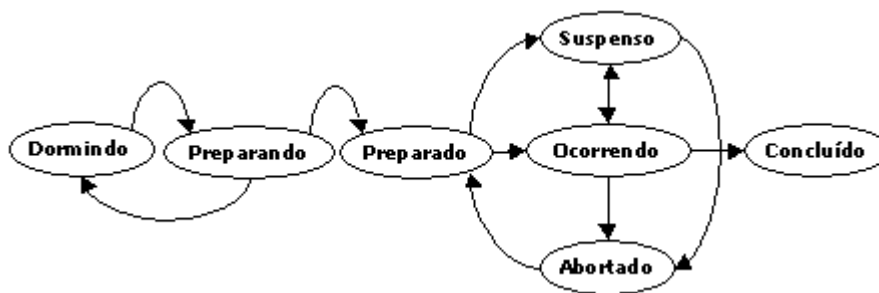 Suspenso
Dormindo
Preparando
Preparado
Ocorrendo
Concluído
Abortado